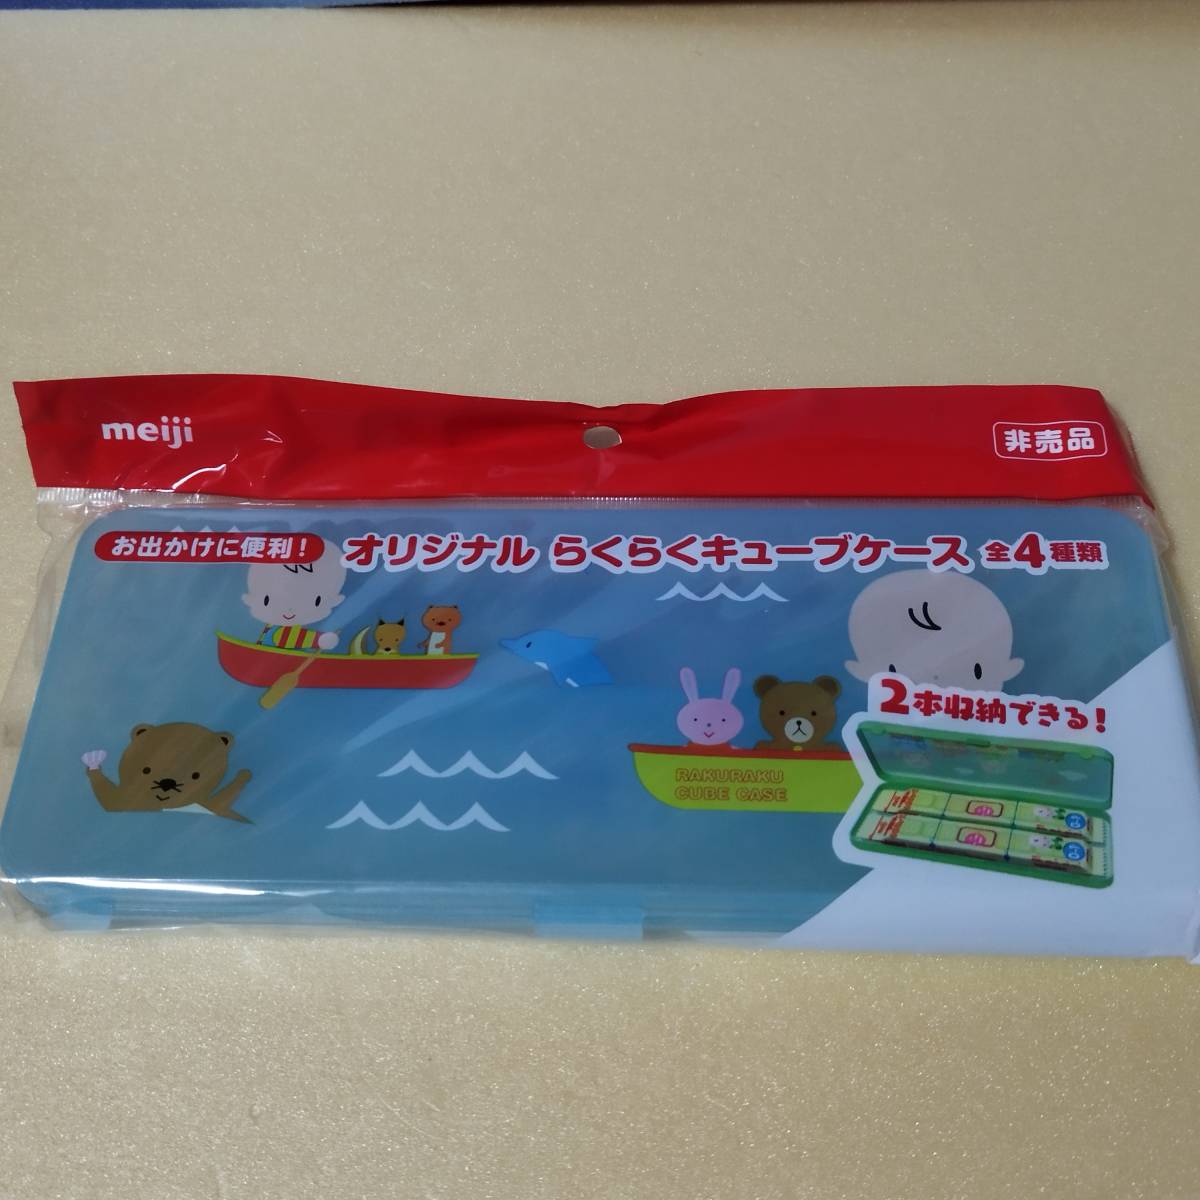 meiji
非売品
お出かけに便利！
オリジナル らくらくキューブケース 全4種類
2本収納できる！
RAKURAKU
CUBE CASE